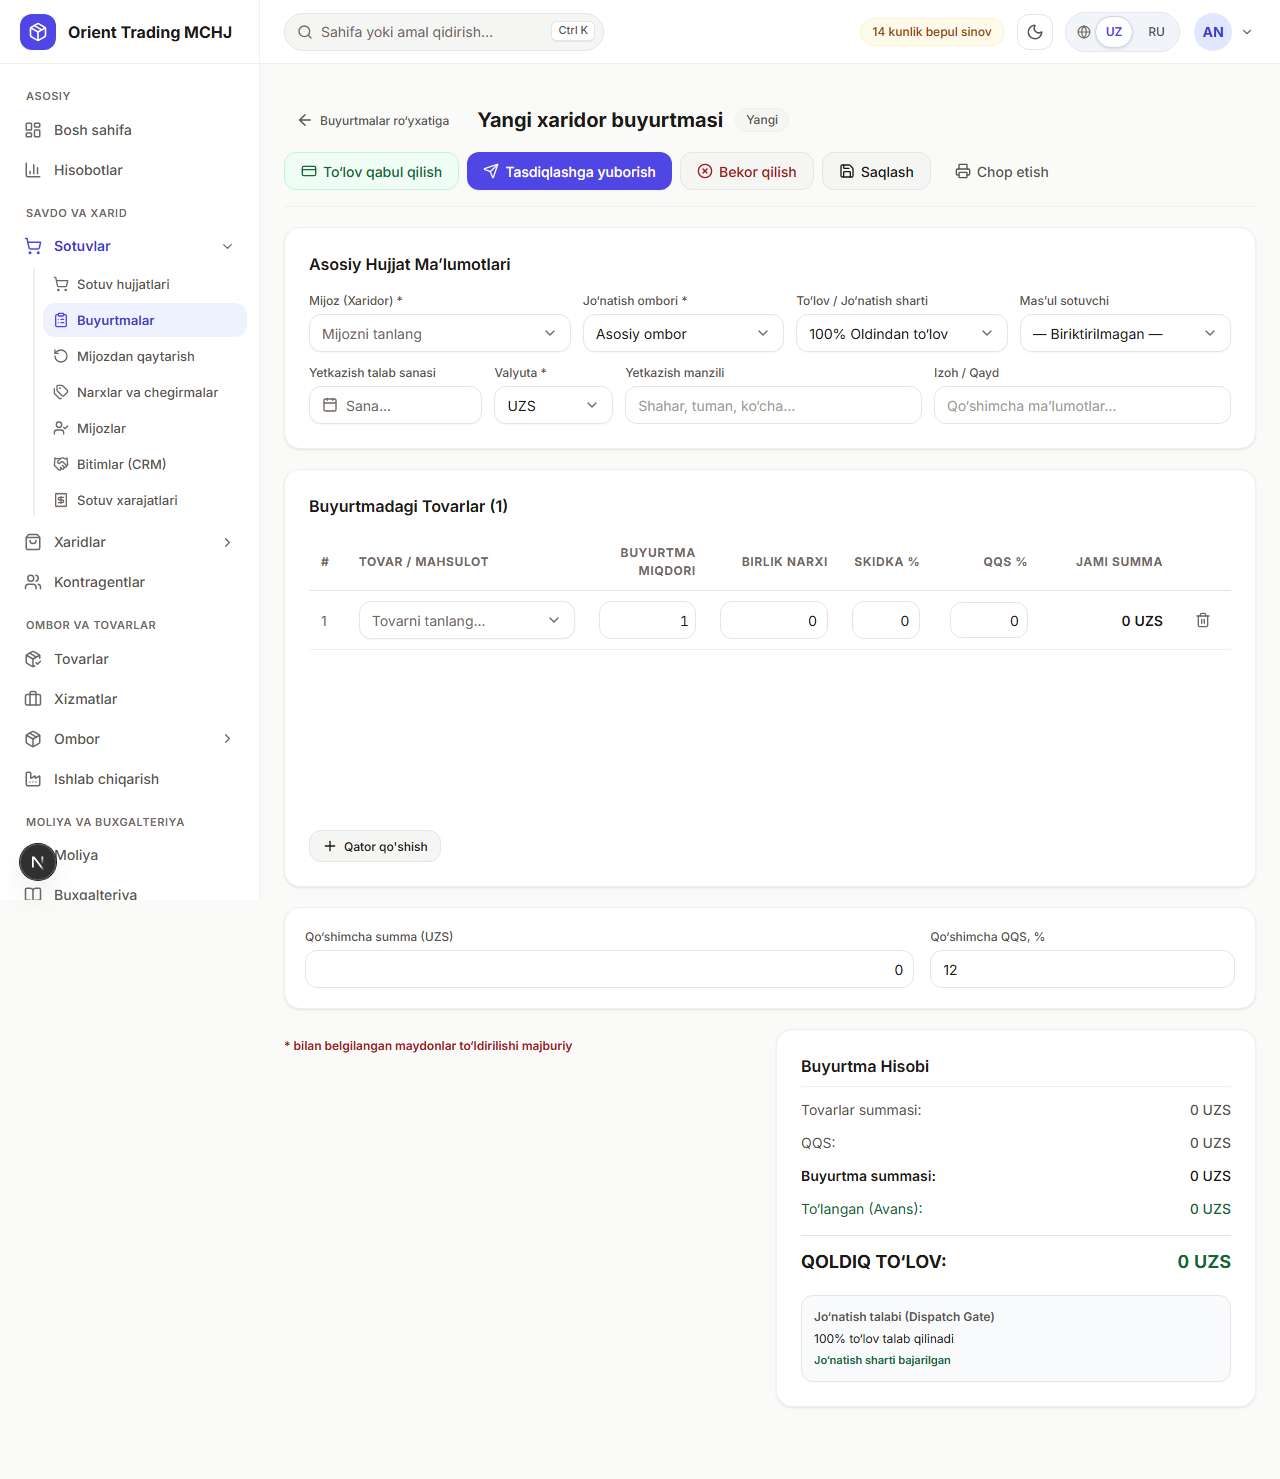 Orient Trading MCHJ
Sahifa yoki amal qidirish...
Ctrl K
14 kunlik bepul sinov
UZ
RU
AN
ASOSIY
Bosh sahifa
Hisobotlar
SAVDO VA XARID
Sotuvlar
Sotuv hujjatlari
Buyurtmalar
Mijozdan qaytarish
Narxlar va chegirmalar
Mijozlar
Bitimlar (CRM)
Sotuv xarajatlari
Xaridlar
Kontragentlar
OMBOR VA TOVARLAR
Tovarlar
Xizmatlar
Ombor
Ishlab chiqarish
MOLIYA VA BUXGALTERIYA
Moliya
Buxgalteriya
N
Buyurtmalar ro‘yxatiga
Yangi xaridor buyurtmasi
Yangi
To‘lov qabul qilish
Tasdiqlashga yuborish
Bekor qilish
Saqlash
Chop etish
Asosiy Hujjat Ma’lumotlari
Mijoz (Xaridor) *
Jo‘natish ombori *
To‘lov / Jo‘natish sharti
Mas’ul sotuvchi
Mijozni tanlang
Asosiy ombor
100% Oldindan to‘lov
— Biriktirilmagan —
Yetkazish talab sanasi
Valyuta *
Yetkazish manzili
Izoh / Qayd
Sana...
UZS
Shahar, tuman, ko‘cha...
Qo‘shimcha ma’lumotlar...
Buyurtmadagi Tovarlar (1)
# TOVAR / MAHSULOT BUYURTMA MIQDORI BIRLIK NARXI SKIDKA % QQS % JAMI SUMMA
1 Tovarni tanlang... 1 0 0 0 0 UZS
Qator qo'shish
Qo‘shimcha summa (UZS)
Qo‘shimcha QQS, %
0
12
* bilan belgilangan maydonlar to‘ldirilishi majburiy
Buyurtma Hisobi
Tovarlar summasi: 0 UZS
QQS: 0 UZS
Buyurtma summasi: 0 UZS
To‘langan (Avans): 0 UZS
QOLDIQ TO‘LOV: 0 UZS
Jo‘natish talabi (Dispatch Gate)
100% to‘lov talab qilinadi
Jo‘natish sharti bajarilgan